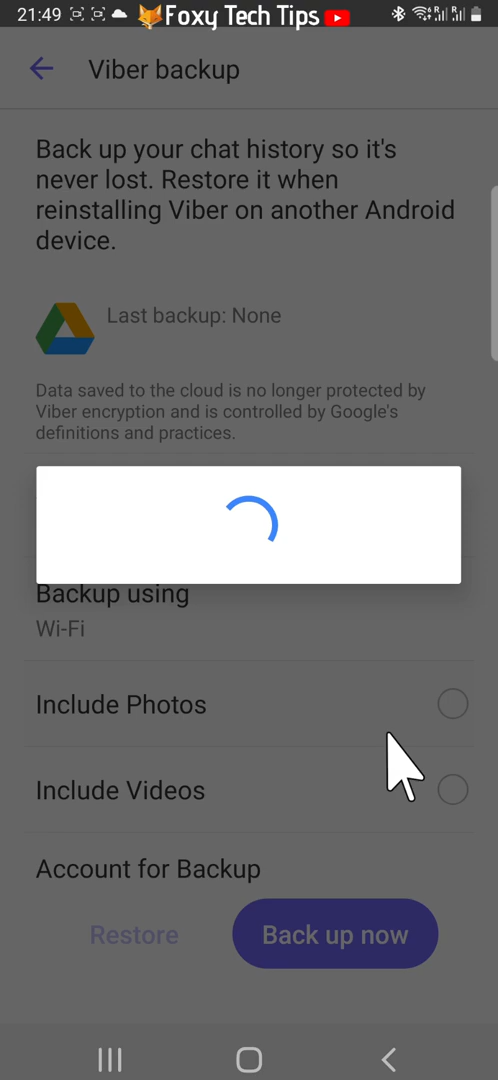 21:49 Foxy Tech Tips
Viber backup
Back up your chat history so it's
never lost. Restore it when
reinstalling Viber on another Android
device.
Last backup: None
Data saved to the cloud is no longer protected by
Viber encryption and is controlled by Google's
definitions and practices.
Backup using
Wi-Fi
Include Photos
Include Videos
Account for Backup
Restore Back up now